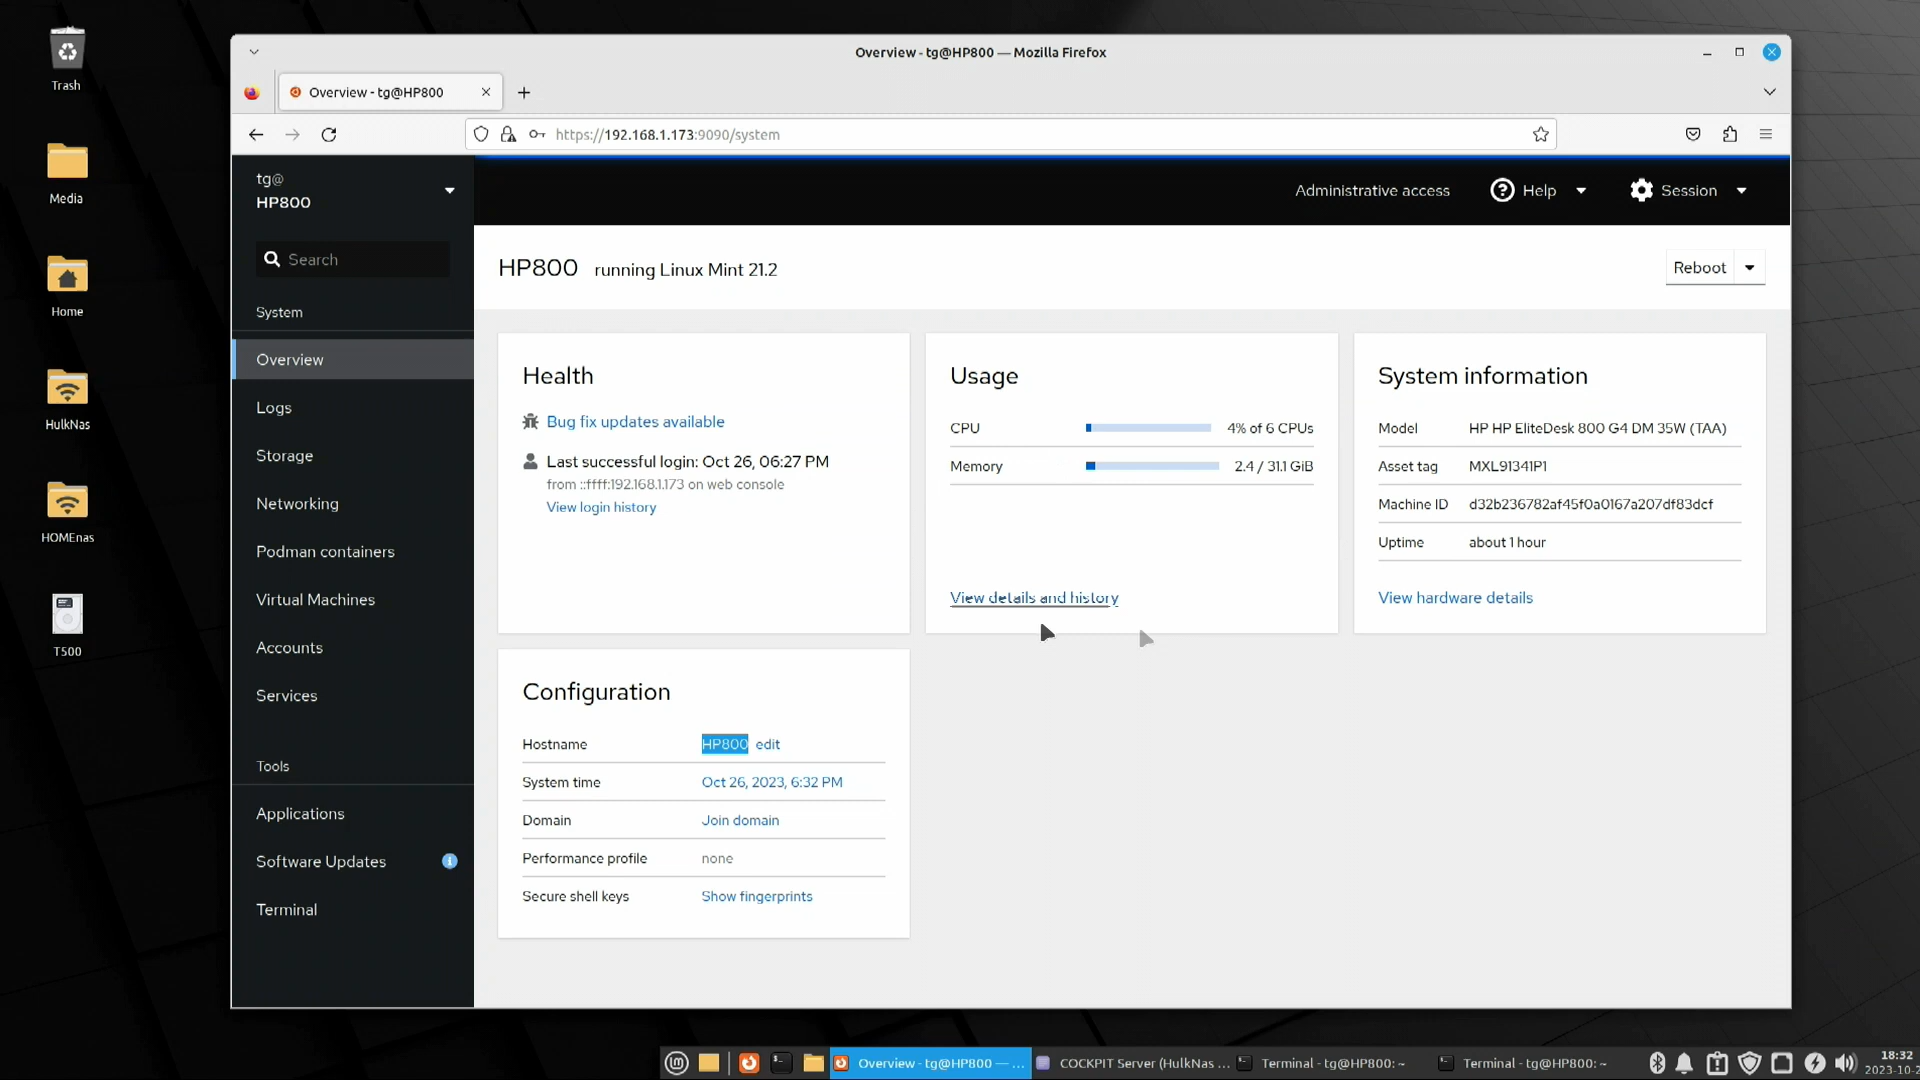 Trash
Media
Home
HulkNas
HOMEnas
T500
Overview - tg@HP800 — Mozilla Firefox
Overview - tg@HP800
https://192.168.1.173:9090/system
tg@
HP800
Search
System
Overview
Logs
Storage
Networking
Podman containers
Virtual Machines
Accounts
Services
Tools
Applications
Software Updates
Terminal
Administrative access
Help
Session
HP800 running Linux Mint 21.2
Reboot
Health
Bug fix updates available
Last successful login: Oct 26, 06:27 PM
from ::ffff:192.168.1.173 on web console
View login history
Usage
CPU 4% of 6 CPUs
Memory 2.4 / 31.1 GiB
View details and history
System information
Model HP HP EliteDesk 800 G4 DM 35W (TAA)
Asset tag MXL91341P1
Machine ID d32b236782af45f0a0167a207df83dcf
Uptime about 1 hour
View hardware details
Configuration
Hostname HP800 edit
System time Oct 26, 2023, 6:32 PM
Domain Join domain
Performance profile none
Secure shell keys Show fingerprints
Overview - tg@HP800 — ...
COCKPIT Server (HulkNas ...
Terminal - tg@HP800: ~
Terminal - tg@HP800: ~
18:32
2023-10-2